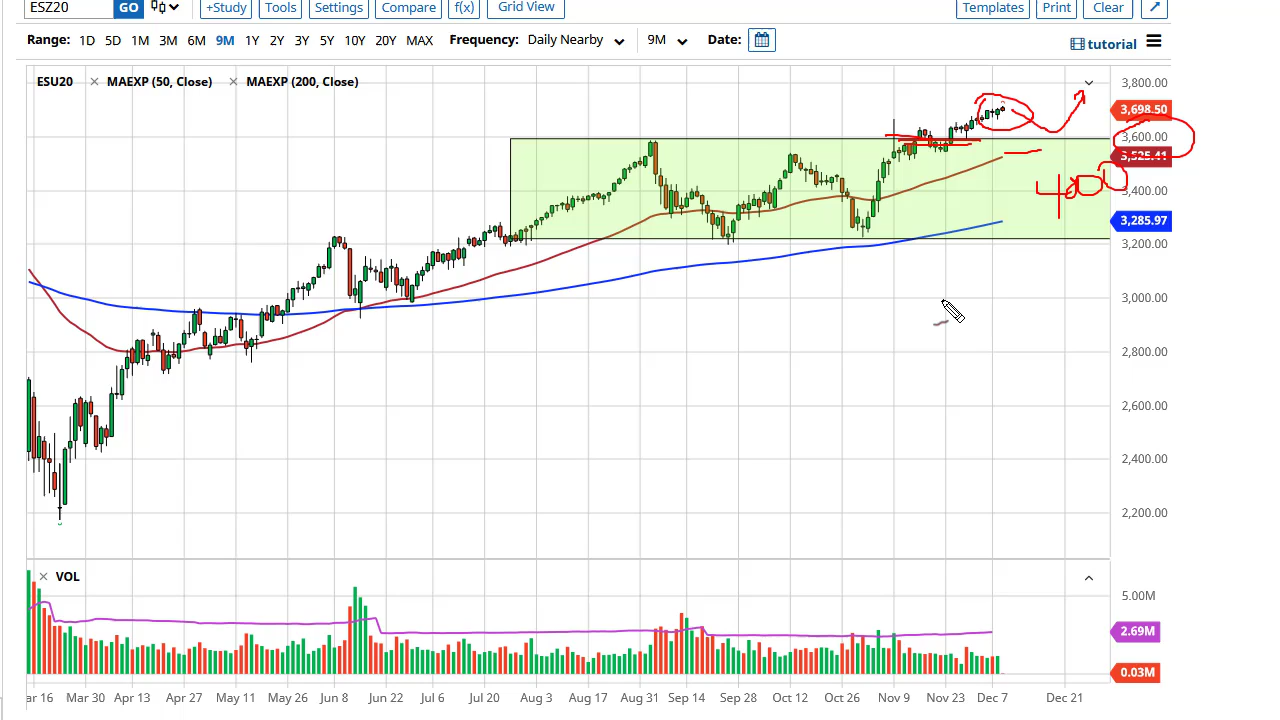 ESZ20 GO +Study Tools Settings Compare f(x) Grid View Templates Print Clear
Range: 1D 5D 1M 3M 6M 9M 1Y 2Y 3Y 5Y 10Y 20Y MAX Frequency: Daily Nearby 9M Date: tutorial
ESU20 MAEXP (50, Close) MAEXP (200, Close)
3,800.00
3,698.50
3,600.00
3,525.41
3,400.00
3,285.97
3,200.00
3,000.00
2,800.00
2,600.00
2,400.00
2,200.00
VOL
5.00M
2.69M
0.03M
ar 16 Mar 30 Apr 13 Apr 27 May 11 May 26 Jun 8 Jun 22 Jul 6 Jul 20 Aug 3 Aug 17 Aug 31 Sep 14 Sep 28 Oct 12 Oct 26 Nov 9 Nov 23 Dec 7 Dec 21